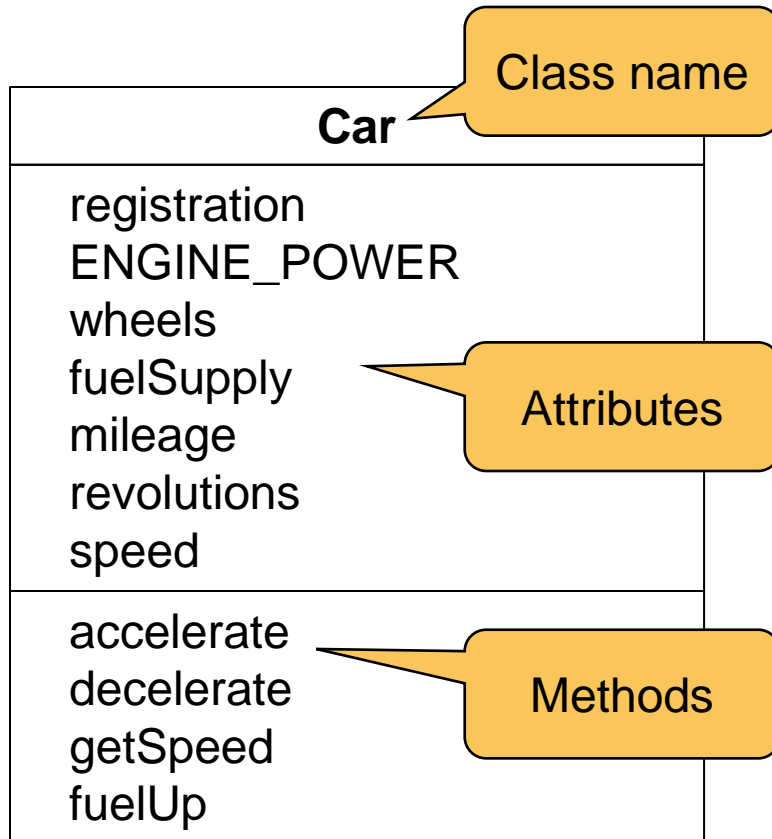 Class name
Car
registration
ENGINE_POWER
wheels
fuelSupply
Attributes
mileage
revolutions
speed
accelerate
decelerate
Methods
getSpeed
fuelUp